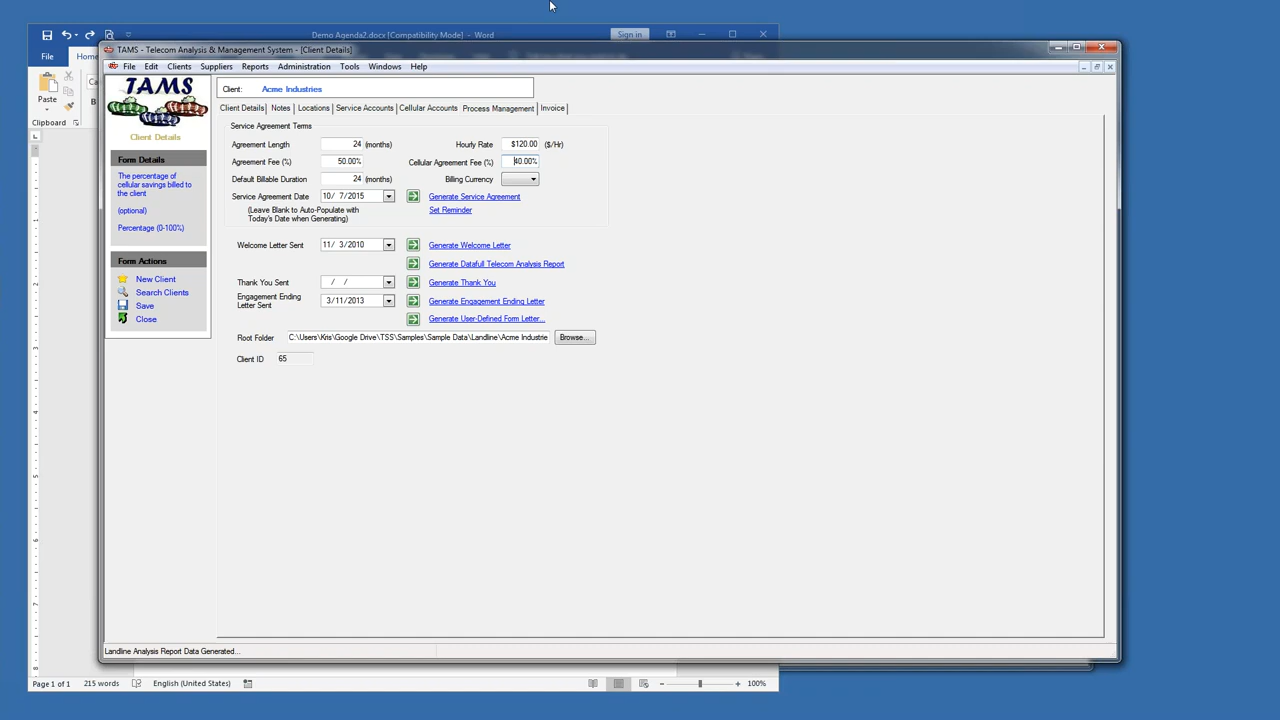 Demo Agenda2.docx [Compatibility Mode] - Word
Sign in
File
Home
Paste
Clipboard
TAMS - Telecom Analysis & Management System - [Client Details]
File Edit Clients Suppliers Reports Administration Tools Windows Help
TAMS
Client Details
Form Details
The percentage of
cellular savings billed to
the client
(optional)
Percentage (0-100%)
Form Actions
New Client
Search Clients
Save
Close
Client: Acme Industries
Client Details Notes Locations Service Accounts Cellular Accounts Process Management Invoice
Service Agreement Terms
Agreement Length 24 (months) Hourly Rate $120.00 ($/Hr)
Agreement Fee (%) 50.00% Cellular Agreement Fee (%) 40.00%
Default Billable Duration 24 (months) Billing Currency
Service Agreement Date 10/ 7/2015 Generate Service Agreement
(Leave Blank to Auto-Populate with
Today's Date when Generating)
Set Reminder
Welcome Letter Sent 11/ 3/2010 Generate Welcome Letter
Generate Datafull Telecom Analysis Report
Thank You Sent / / Generate Thank You
Engagement Ending
Letter Sent
3/11/2013 Generate Engagement Ending Letter
Generate User-Defined Form Letter...
Root Folder C:\Users\Kris\Google Drive\TSS\Samples\Sample Data\Landline\Acme Industrie Browse...
Client ID 65
Landline Analysis Report Data Generated...
Page 1 of 1 215 words English (United States) 100%